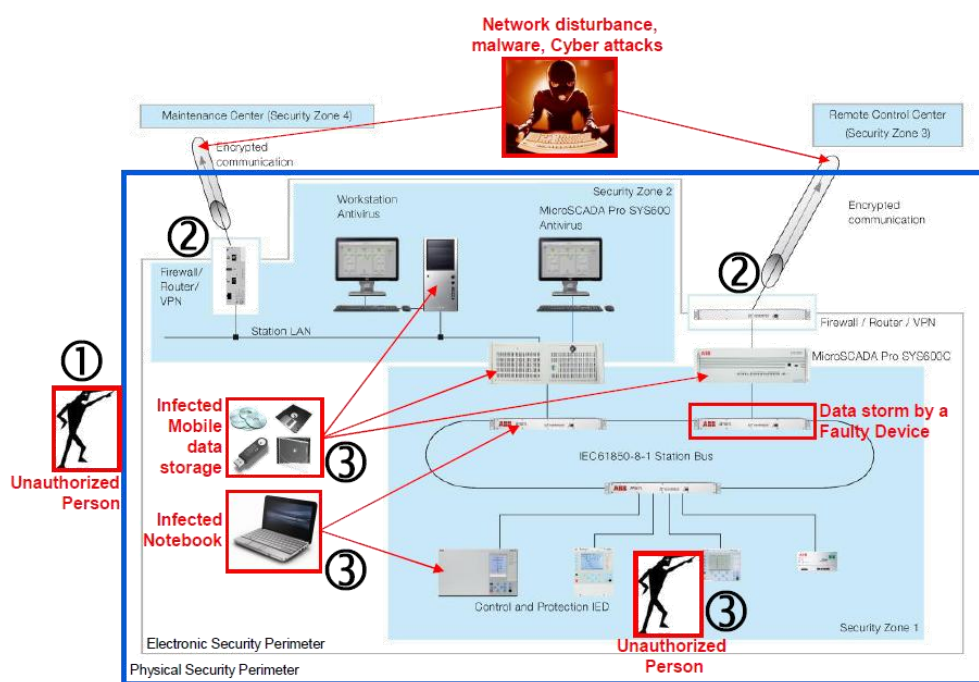 Network disturbance,
malware, Cyber attacks
Maintenance Center (Security Zone 4)
Remote Control Center
(Security Zone 3)
Encrypted
communication
Security Zone 2
Workstation
Antivirus
MicroSCADA Pro SYS600
Antivirus
Encrypted
communication
②
②
Firewall/
Router/
VPN
Station LAN
Firewall / Router / VPN
MicroSCADA Pro SYS600C
ABB
①
Unauthorized
Person
Infected
Mobile
data
storage
③
ABB
ABB
Data storm by a
Faulty Device
IEC61850-8-1 Station Bus
ABB
Infected
Notebook
③
Control and Protection IED
③
Unauthorized
Person
Security Zone 1
Electronic Security Perimeter
Physical Security Perimeter